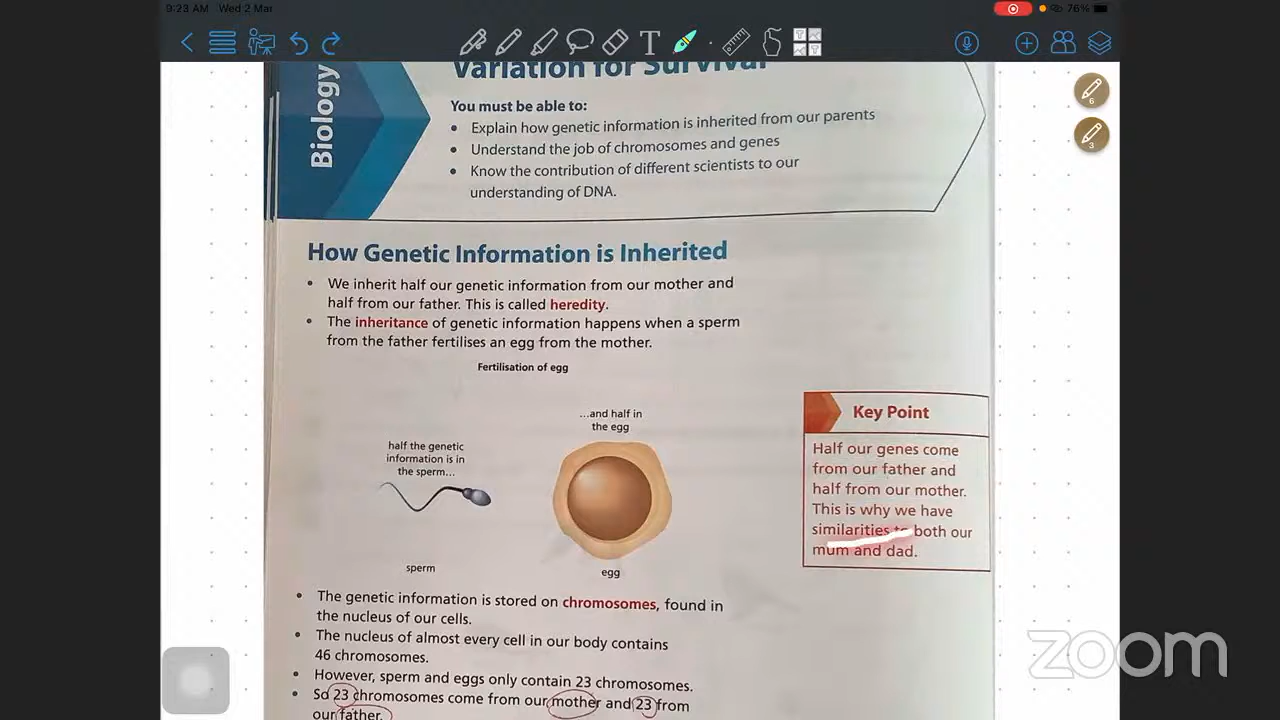 9:23 AM Wed 2 Mar
76%
T
6
3
Biology
Variation for Survival
You must be able to:
• Explain how genetic information is inherited from our parents
• Understand the job of chromosomes and genes
• Know the contribution of different scientists to our
understanding of DNA.
How Genetic Information is Inherited
• We inherit half our genetic information from our mother and
half from our father. This is called heredity.
• The inheritance of genetic information happens when a sperm
from the father fertilises an egg from the mother.
Fertilisation of egg
half the genetic
information is in
the sperm...
...and half in
the egg
sperm
egg
Key Point
Half our genes come
from our father and
half from our mother.
This is why we have
similarities to both our
mum and dad.
• The genetic information is stored on chromosomes, found in
the nucleus of our cells.
• The nucleus of almost every cell in our body contains
46 chromosomes.
• However, sperm and eggs only contain 23 chromosomes.
• So 23 chromosomes come from our mother and 23 from
our father.
zoom